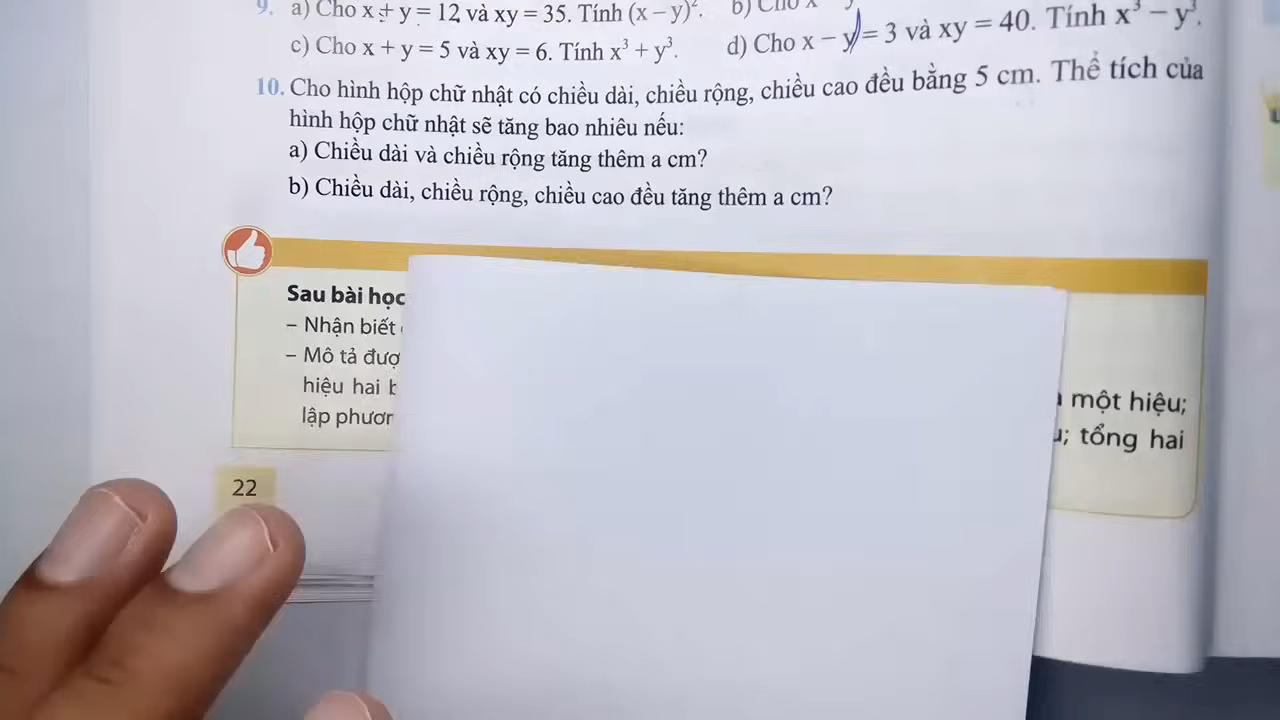 9. a) Cho x + y = 12 và xy = 35. Tính (x – y)². b) Cho x
c) Cho x + y = 5 và xy = 6. Tính x³ + y³. d) Cho x – y = 3 và xy = 40. Tính x³ – y³.
10. Cho hình hộp chữ nhật có chiều dài, chiều rộng, chiều cao đều bằng 5 cm. Thể tích của
hình hộp chữ nhật sẽ tăng bao nhiêu nếu:
a) Chiều dài và chiều rộng tăng thêm a cm?
b) Chiều dài, chiều rộng, chiều cao đều tăng thêm a cm?
Sau bài học
– Nhận biết
– Mô tả đượ
hiệu hai một hiệu;
lập phươn tổng hai
22